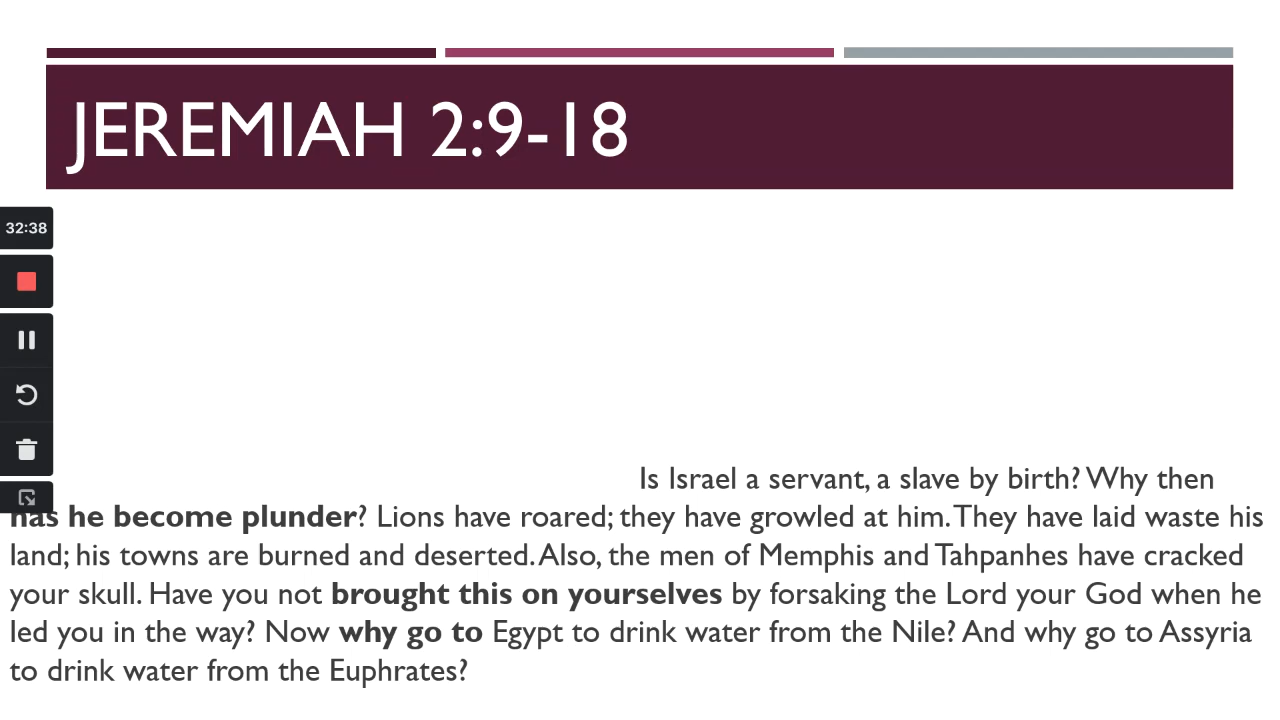 JEREMIAH 2:9-18
32:38
Is Israel a servant, a slave by birth? Why then
has he become plunder? Lions have roared; they have growled at him. They have laid waste his
land; his towns are burned and deserted. Also, the men of Memphis and Tahpanhes have cracked
your skull. Have you not brought this on yourselves by forsaking the Lord your God when he
led you in the way? Now why go to Egypt to drink water from the Nile? And why go to Assyria
to drink water from the Euphrates?